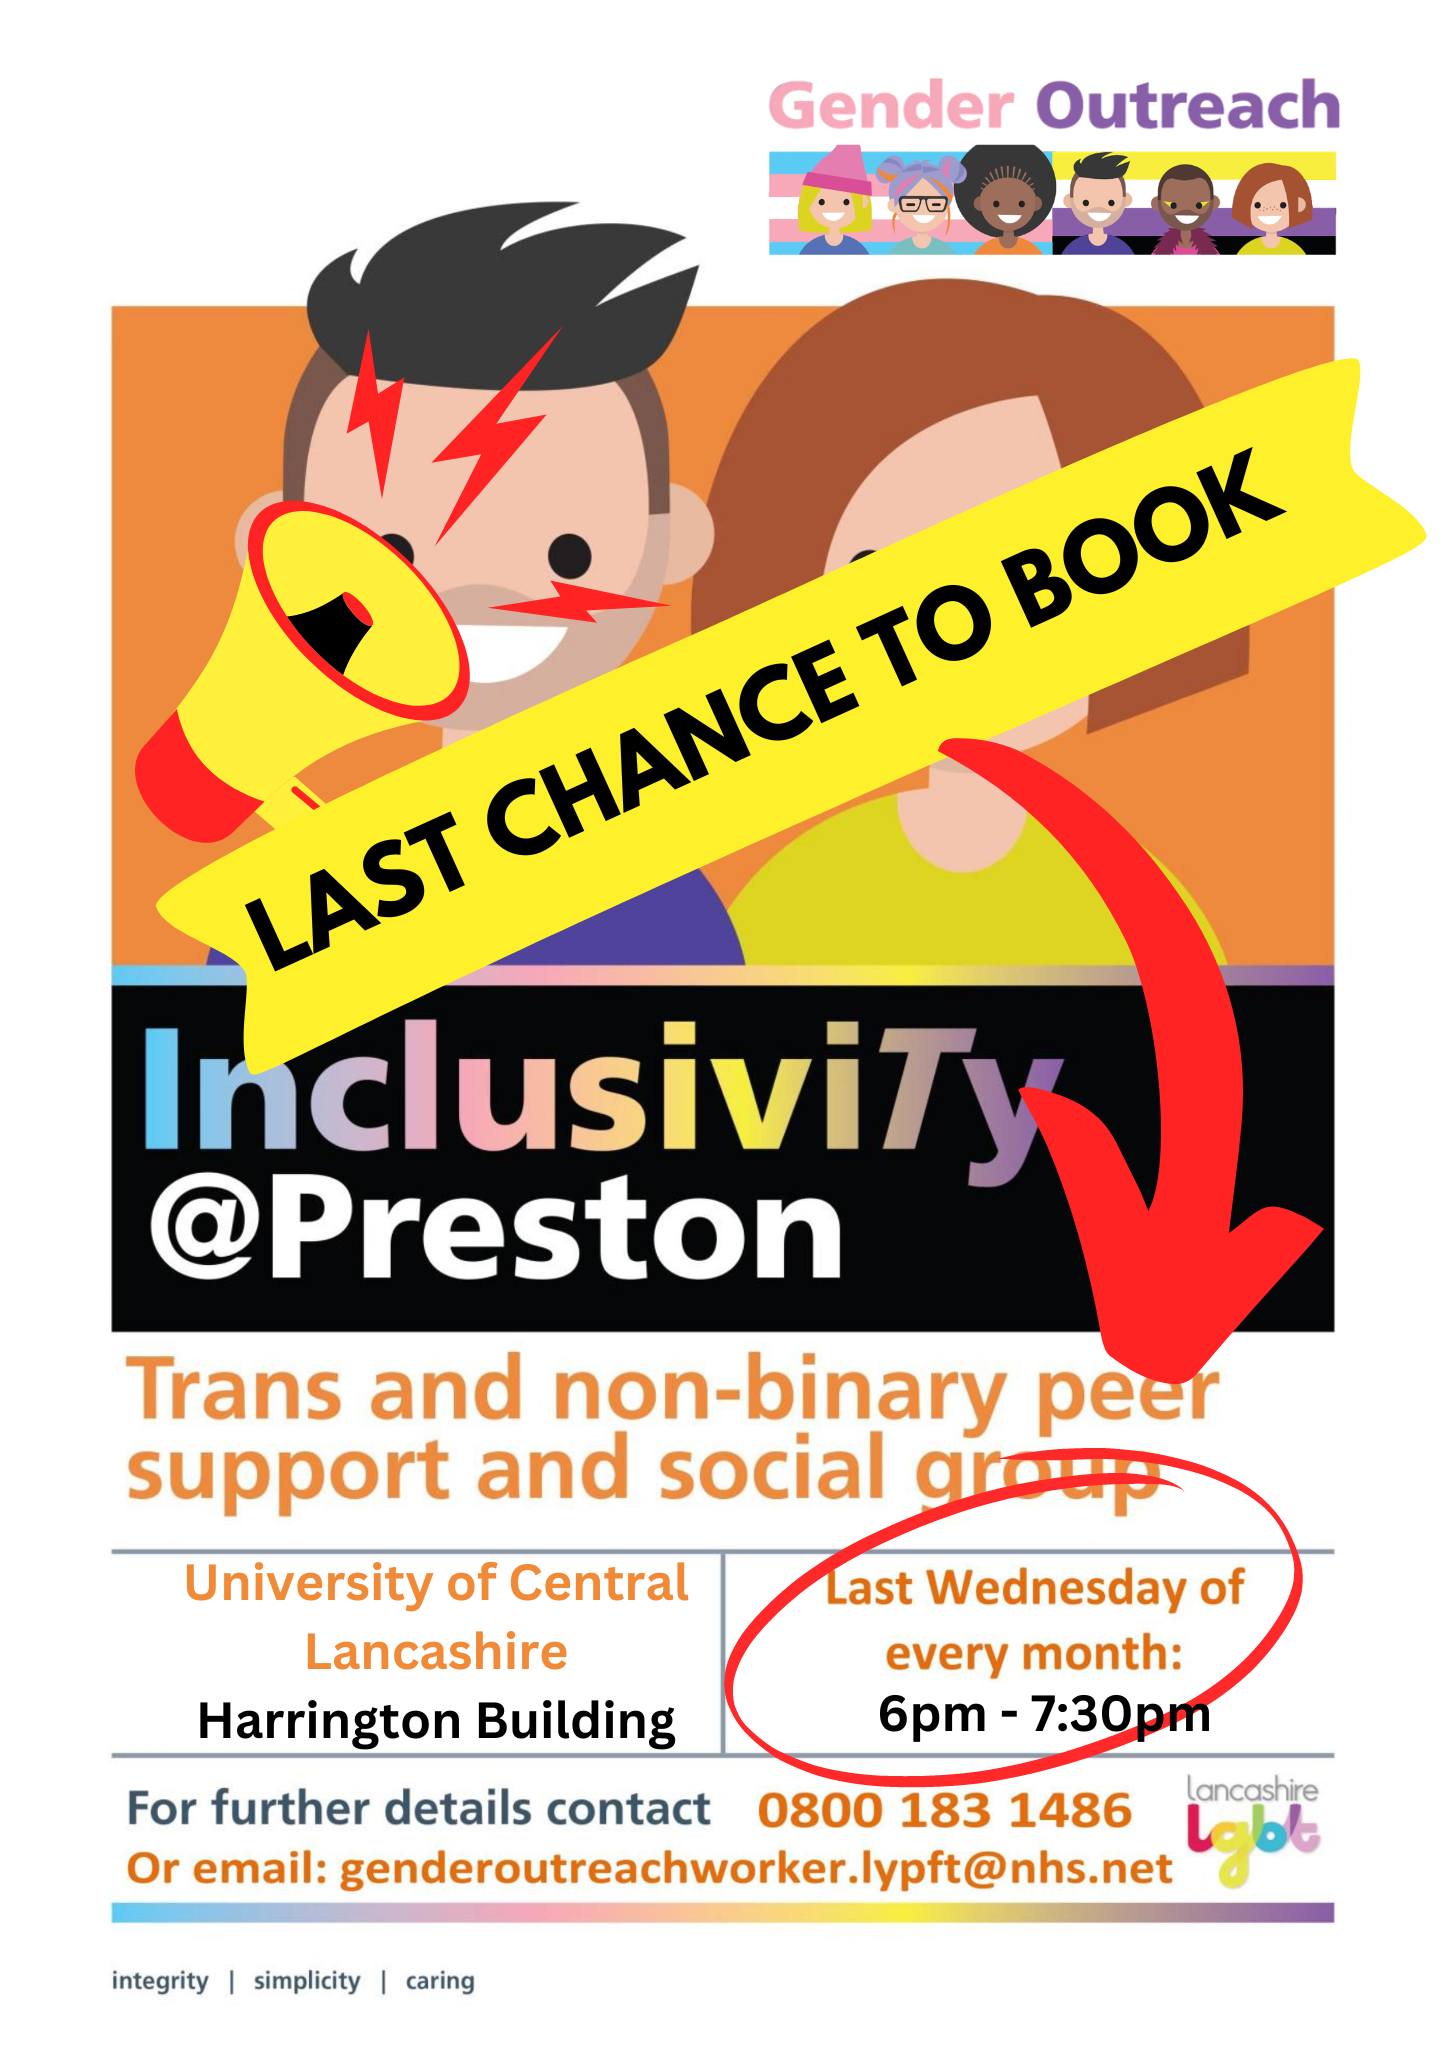 Gender Outreach
LAST CHANCE TO BOOK
InclusiviTy
@Preston
Trans and non-binary peer
support and social group
University of Central
Lancashire
Harrington Building
Last Wednesday of
every month:
6pm - 7:30pm
For further details contact 0800 183 1486
Or email: genderoutreachworker.lypft@nhs.net
lancashire
lgbt
integrity | simplicity | caring